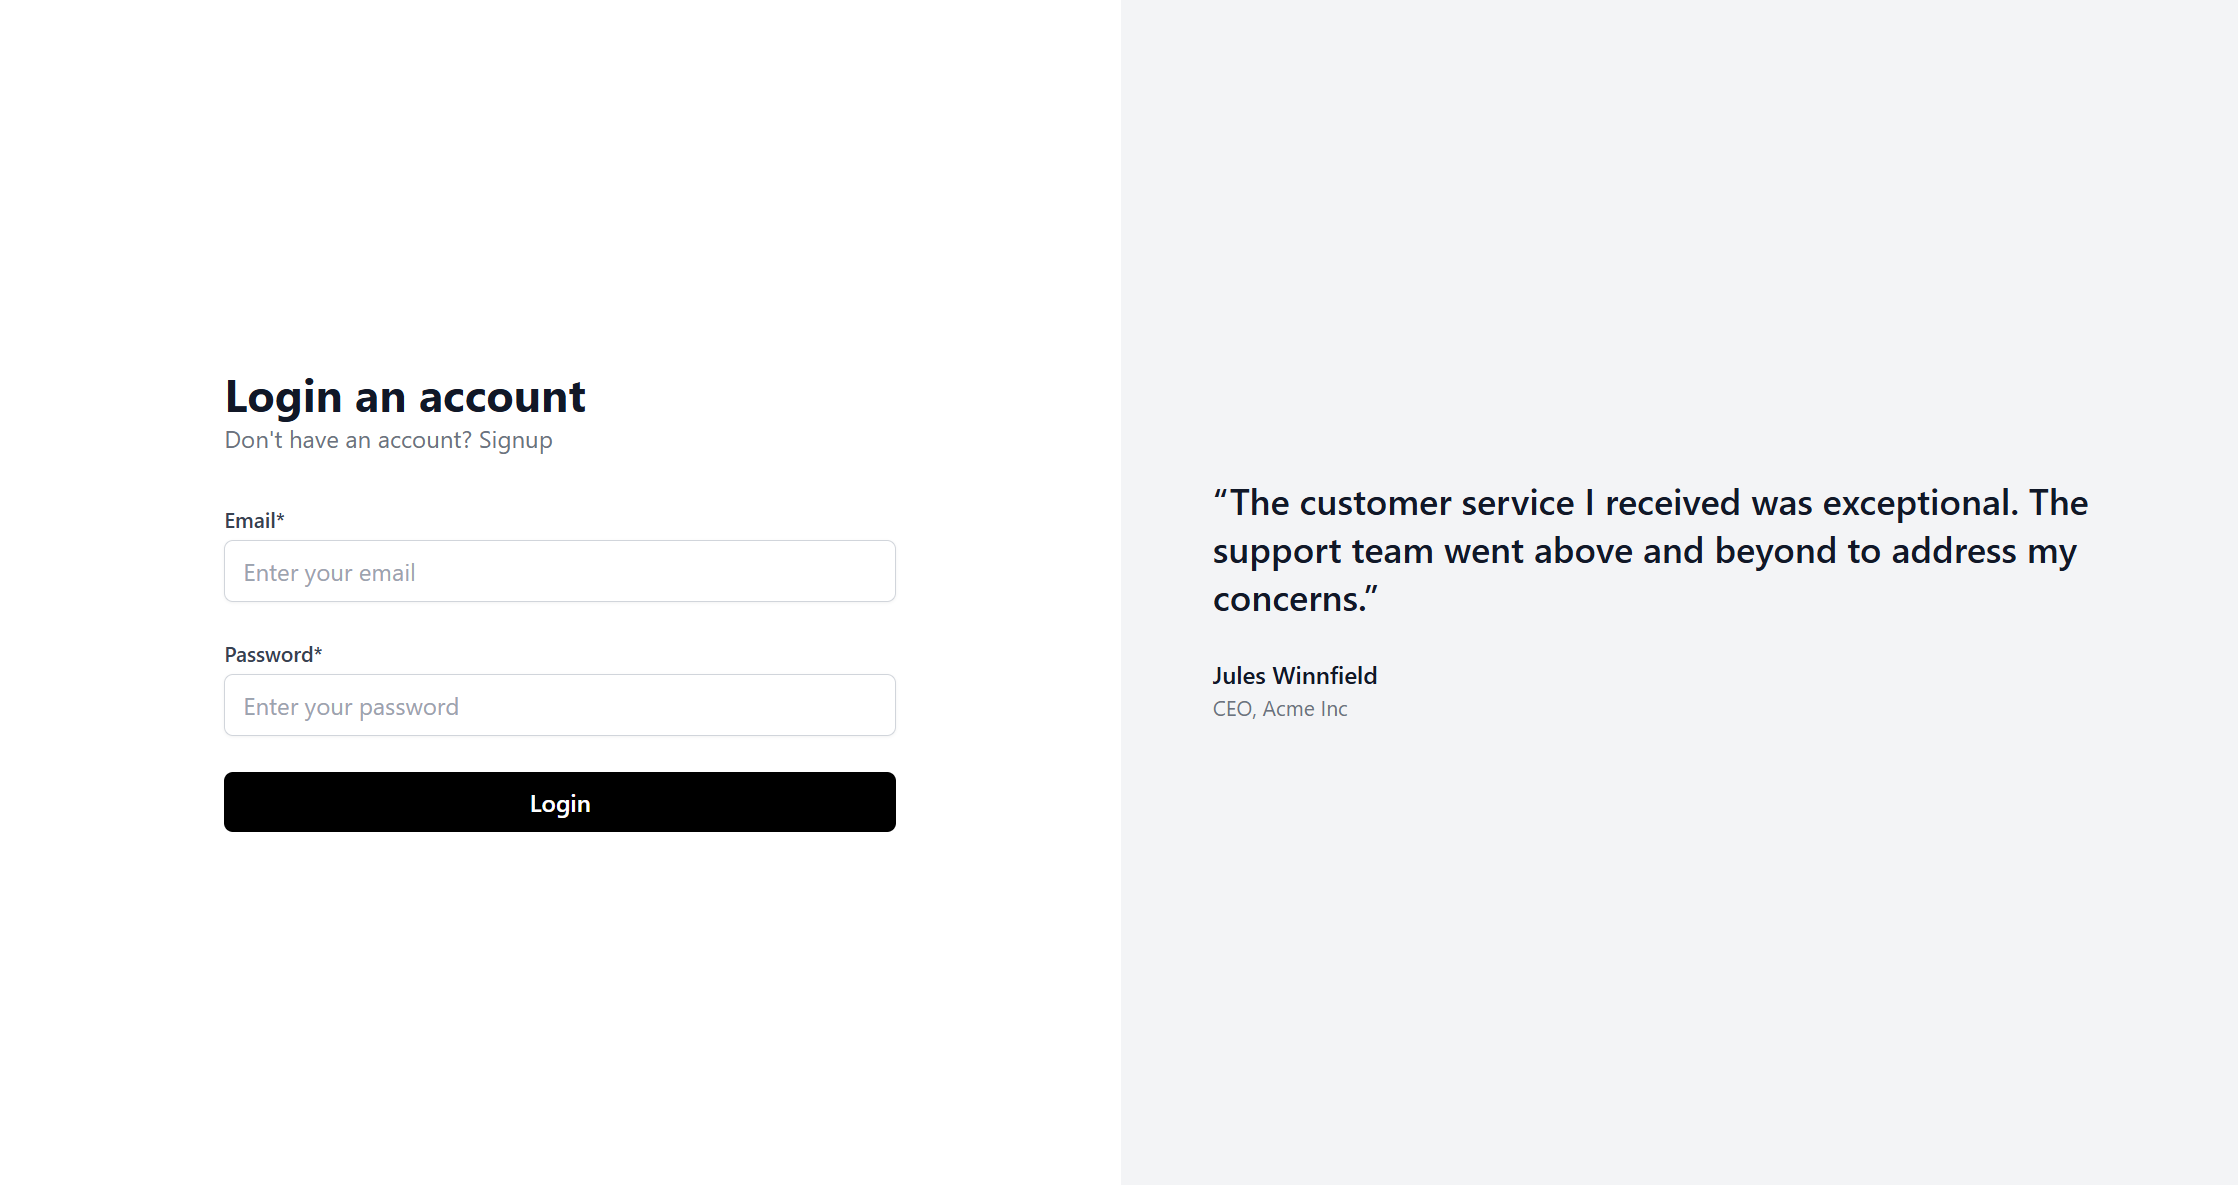 Login an account
Don't have an account? Signup
Email*
Enter your email
Password*
Enter your password
Login
“The customer service I received was exceptional. The
support team went above and beyond to address my
concerns.”
Jules Winnfield
CEO, Acme Inc